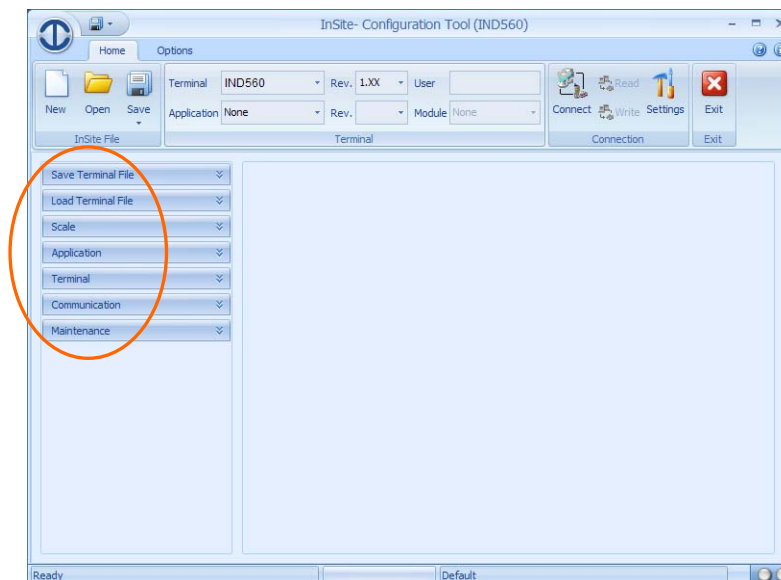 InSite- Configuration Tool (IND560)
Home Options
Terminal IND560 Rev. 1.XX User
Application None Rev. Module None
New Open Save
Connect Read Write Settings
Exit
InSite File Terminal Connection Exit
Save Terminal File
Load Terminal File
Scale
Application
Terminal
Communication
Maintenance
Ready Default